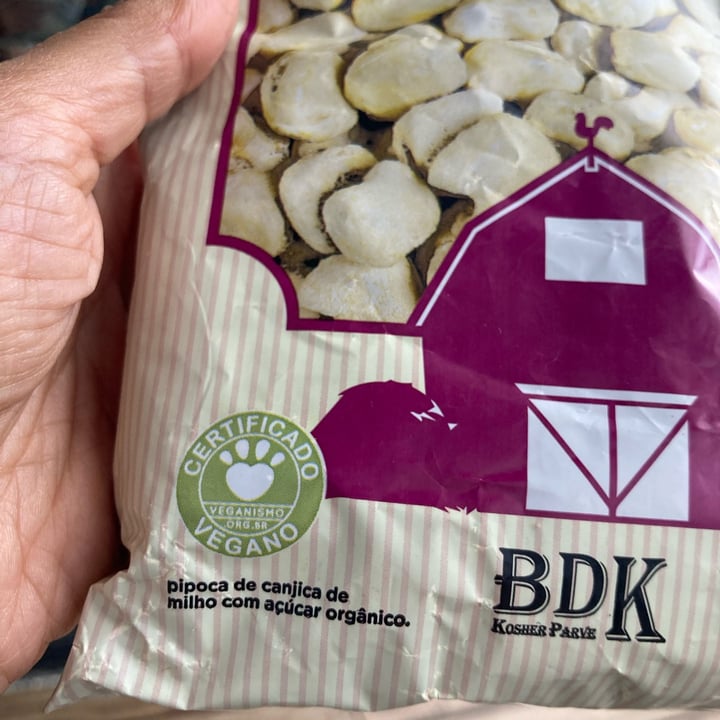 CERTIFICADO
VEGANISMO
.ORG.BR
VEGANO
pipoca de canjica de
milho com açúcar orgânico.
BDK
KOSHER PARVE